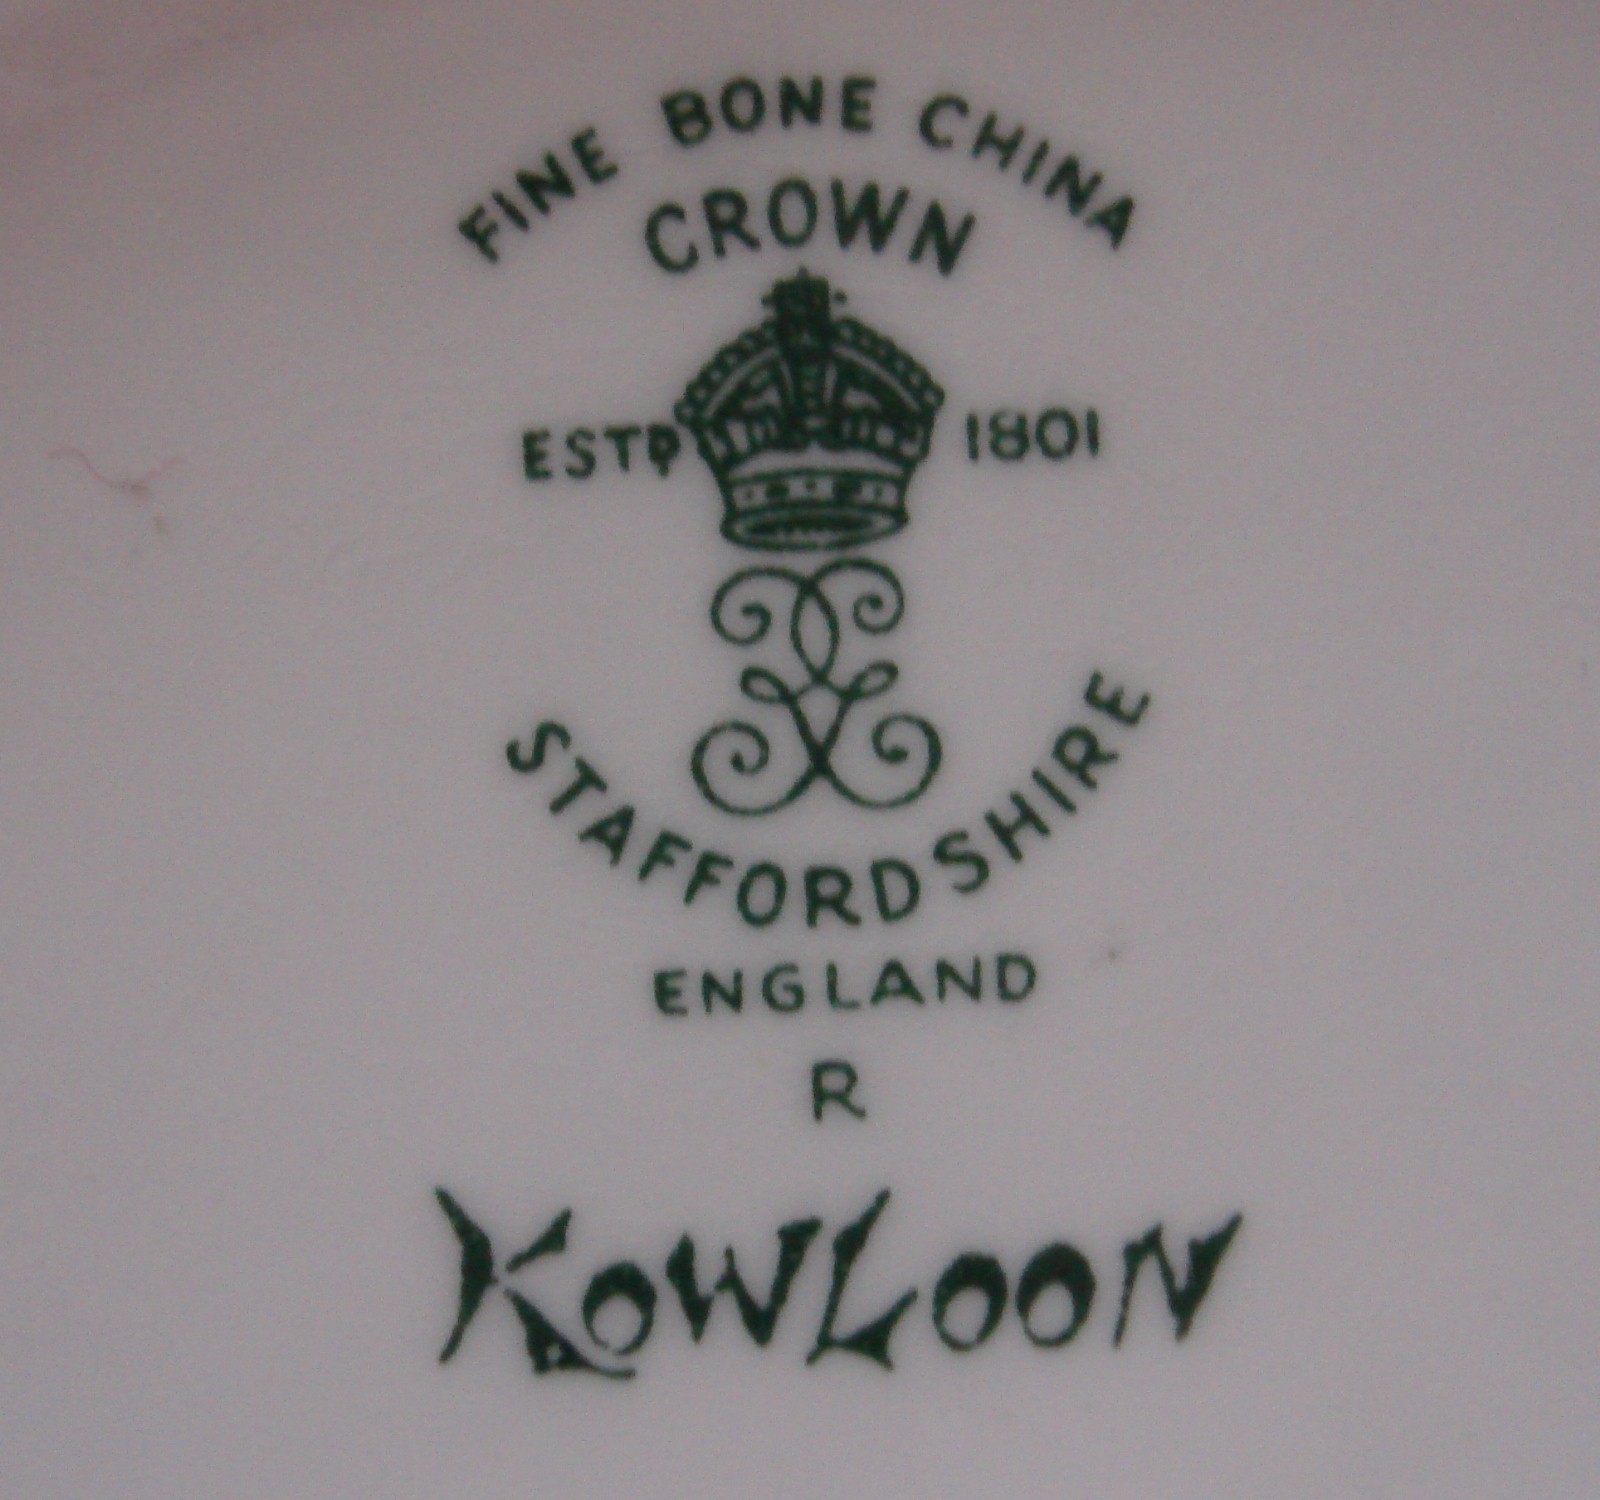 FINE BONE CHINA
CROWN
ESTD 1801
STAFFORDSHIRE
ENGLAND
R
KOWLOON